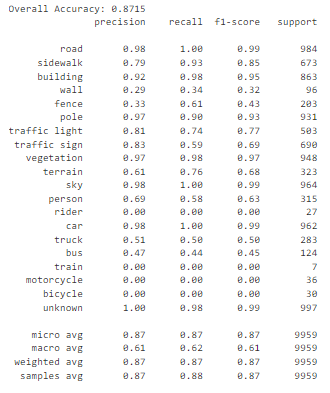 Overall Accuracy: 0.8715
precision recall f1-score support
road 0.98 1.00 0.99 984
sidewalk 0.79 0.93 0.85 673
building 0.92 0.98 0.95 863
wall 0.29 0.34 0.32 96
fence 0.33 0.61 0.43 203
pole 0.97 0.90 0.93 931
traffic light 0.81 0.74 0.77 503
traffic sign 0.83 0.59 0.69 690
vegetation 0.97 0.98 0.97 948
terrain 0.61 0.76 0.68 323
sky 0.98 1.00 0.99 964
person 0.69 0.58 0.63 315
rider 0.00 0.00 0.00 27
car 0.98 1.00 0.99 962
truck 0.51 0.50 0.50 283
bus 0.47 0.44 0.45 124
train 0.00 0.00 0.00 7
motorcycle 0.00 0.00 0.00 36
bicycle 0.00 0.00 0.00 30
unknown 1.00 0.98 0.99 997
micro avg 0.87 0.87 0.87 9959
macro avg 0.61 0.62 0.61 9959
weighted avg 0.87 0.87 0.87 9959
samples avg 0.87 0.88 0.87 9959